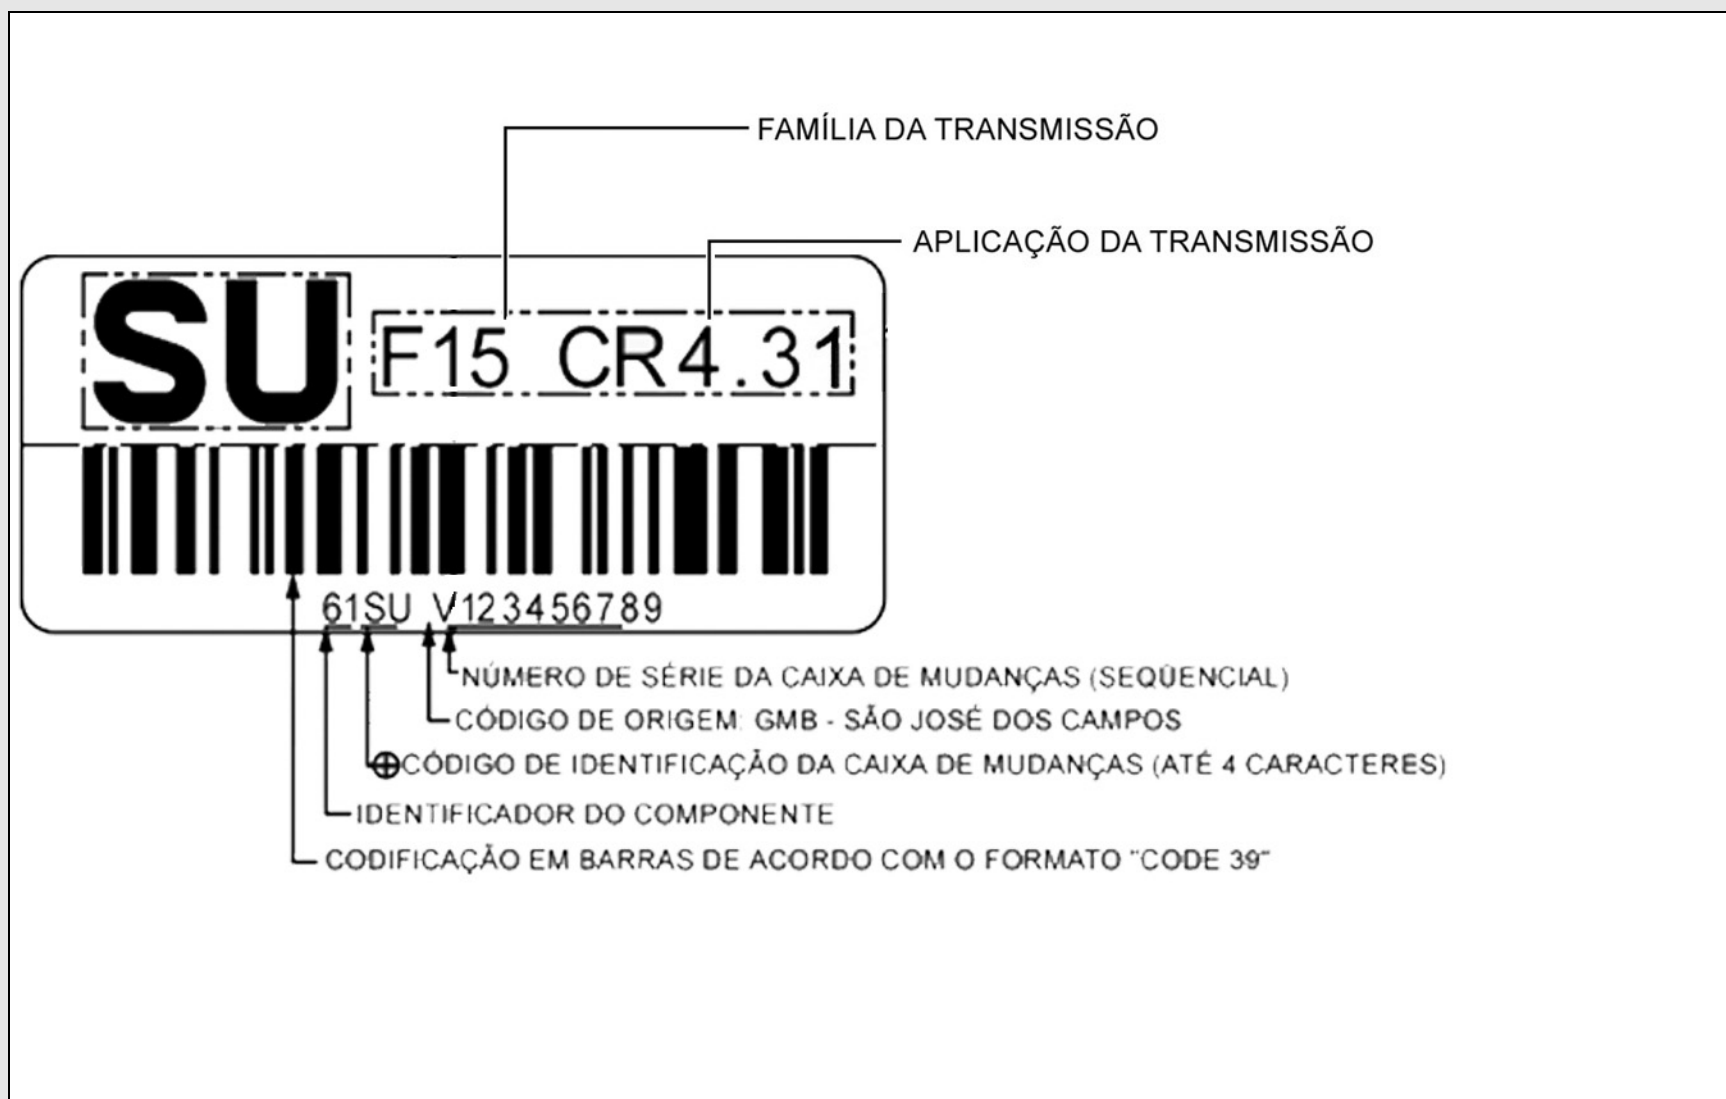 FAMÍLIA DA TRANSMISSÃO
APLICAÇÃO DA TRANSMISSÃO
SU F15 CR4.31
61SU V123456789
NÚMERO DE SÉRIE DA CAIXA DE MUDANÇAS (SEQÜENCIAL)
CÓDIGO DE ORIGEM: GMB - SÃO JOSÉ DOS CAMPOS
CÓDIGO DE IDENTIFICAÇÃO DA CAIXA DE MUDANÇAS (ATÉ 4 CARACTERES)
IDENTIFICADOR DO COMPONENTE
CODIFICAÇÃO EM BARRAS DE ACORDO COM O FORMATO "CODE 39"